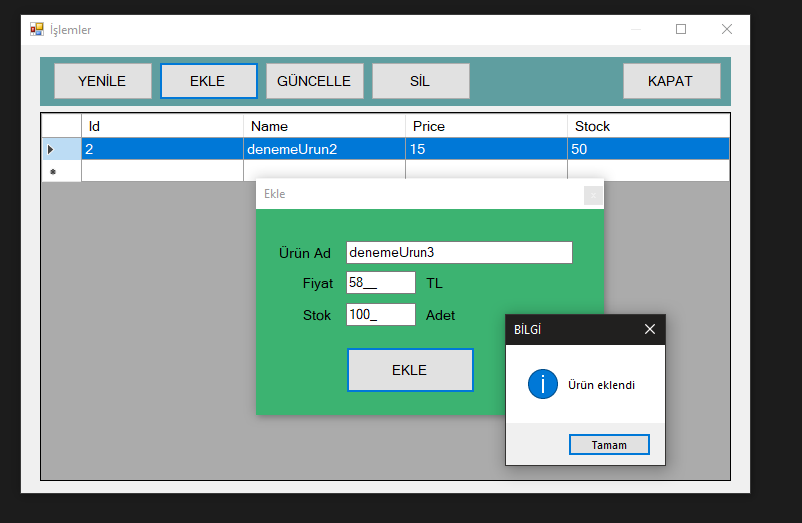 İşlemler
YENİLE EKLE GÜNCELLE SİL KAPAT
Id Name Price Stock
2 denemeUrun2 15 50
Ekle
Ürün Ad denemeUrun3
Fiyat 58__ TL
Stok 100_ Adet
EKLE
BİLGİ
Ürün eklendi
Tamam